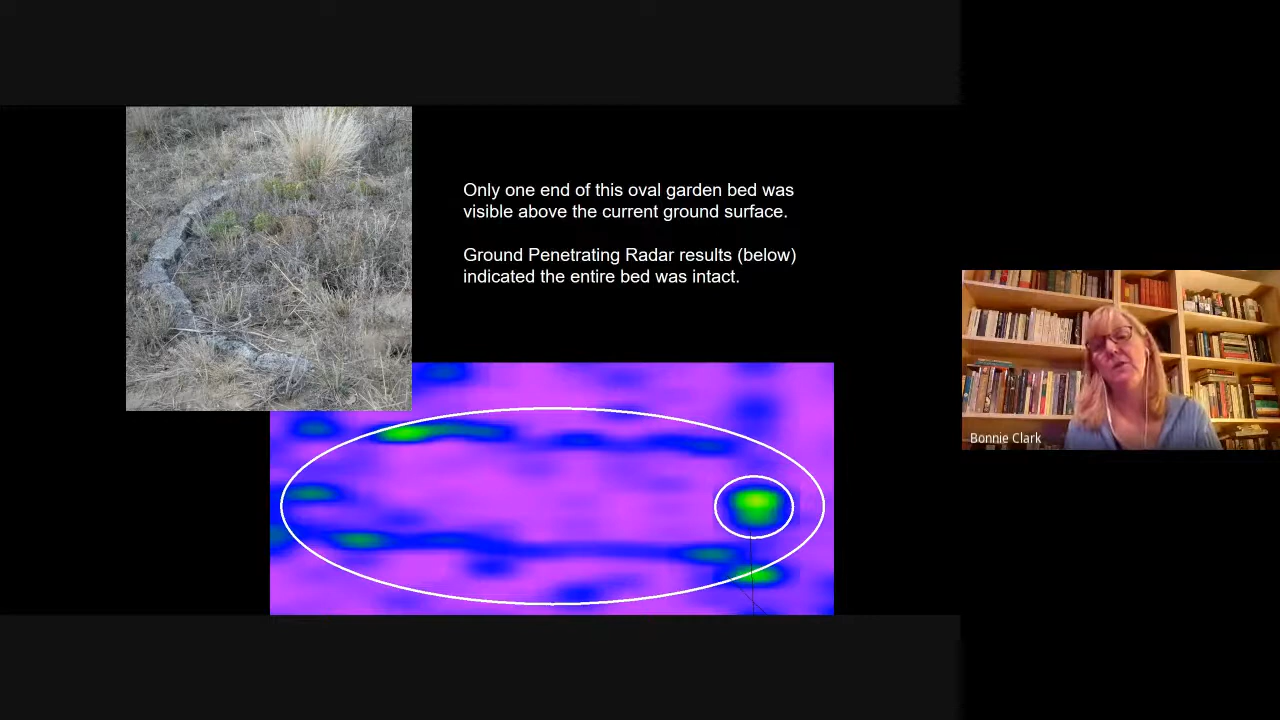 Only one end of this oval garden bed was
visible above the current ground surface.
Ground Penetrating Radar results (below)
indicated the entire bed was intact.
Bonnie Clark